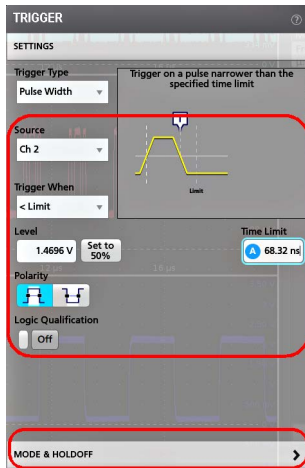 TRIGGER
?
SETTINGS
Trigger Type
Pulse Width
Trigger on a pulse narrower than the
specified time limit
T
Limit
Source
Ch 2
Trigger When
< Limit
Level
1.4696 V
Set to
50%
Time Limit
A 68.32 ns
Polarity
Logic Qualification
Off
MODE & HOLDOFF